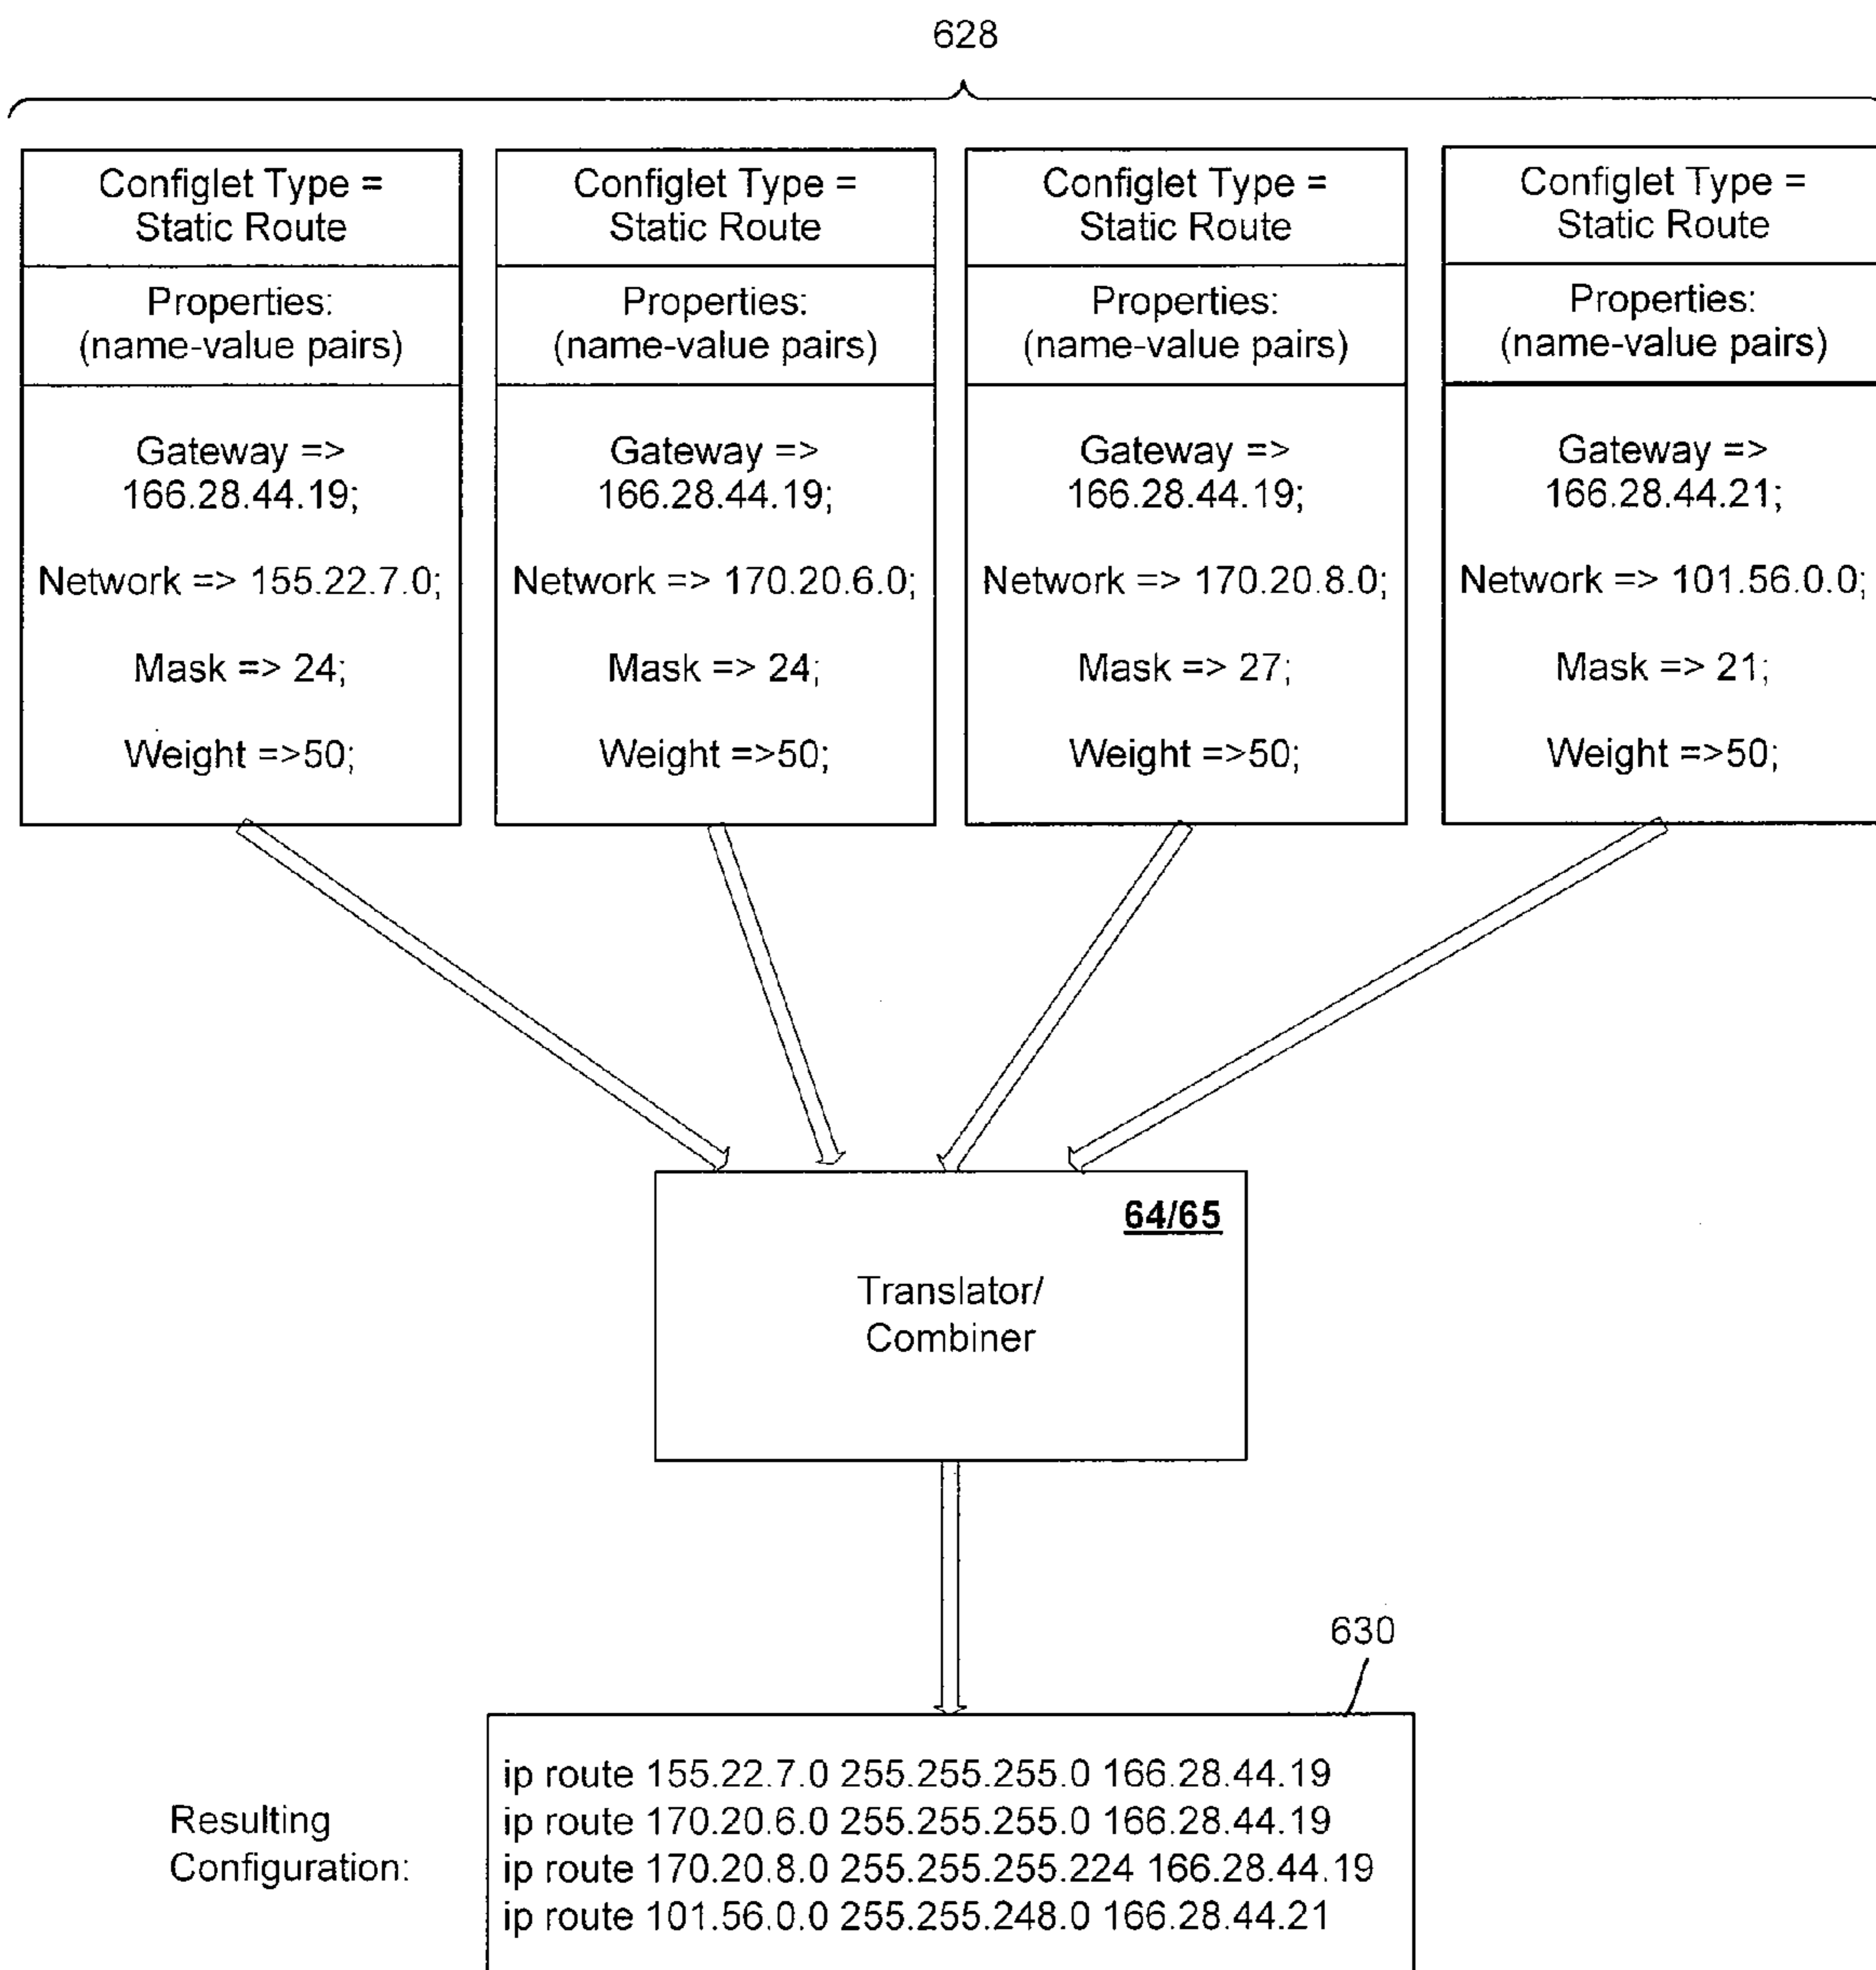 628
Configlet Type =
Static Route
Properties:
(name-value pairs)
Gateway =>
166.28.44.19;
Network => 155.22.7.0;
Mask => 24;
Weight =>50;
Configlet Type =
Static Route
Properties:
(name-value pairs)
Gateway =>
166.28.44.19;
Network => 170.20.6.0;
Mask => 24;
Weight =>50;
Configlet Type =
Static Route
Properties:
(name-value pairs)
Gateway =>
166.28.44.19;
Network => 170.20.8.0;
Mask => 27;
Weight =>50;
Configlet Type =
Static Route
Properties:
(name-value pairs)
Gateway =>
166.28.44.21;
Network => 101.56.0.0;
Mask => 21;
Weight =>50;
64/65
Translator/
Combiner
630
Resulting
Configuration:
ip route 155.22.7.0 255.255.255.0 166.28.44.19
ip route 170.20.6.0 255.255.255.0 166.28.44.19
ip route 170.20.8.0 255.255.255.224 166.28.44.19
ip route 101.56.0.0 255.255.248.0 166.28.44.21